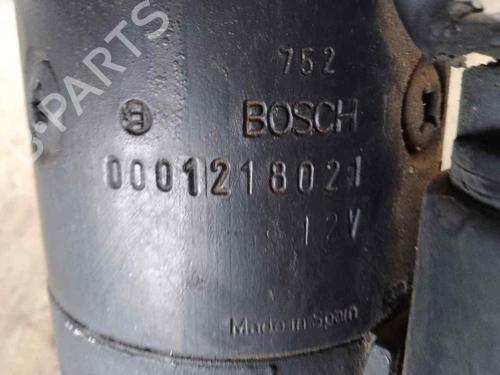 B-PARTS
752
BOSCH
0001218021
12V
Made in Spain